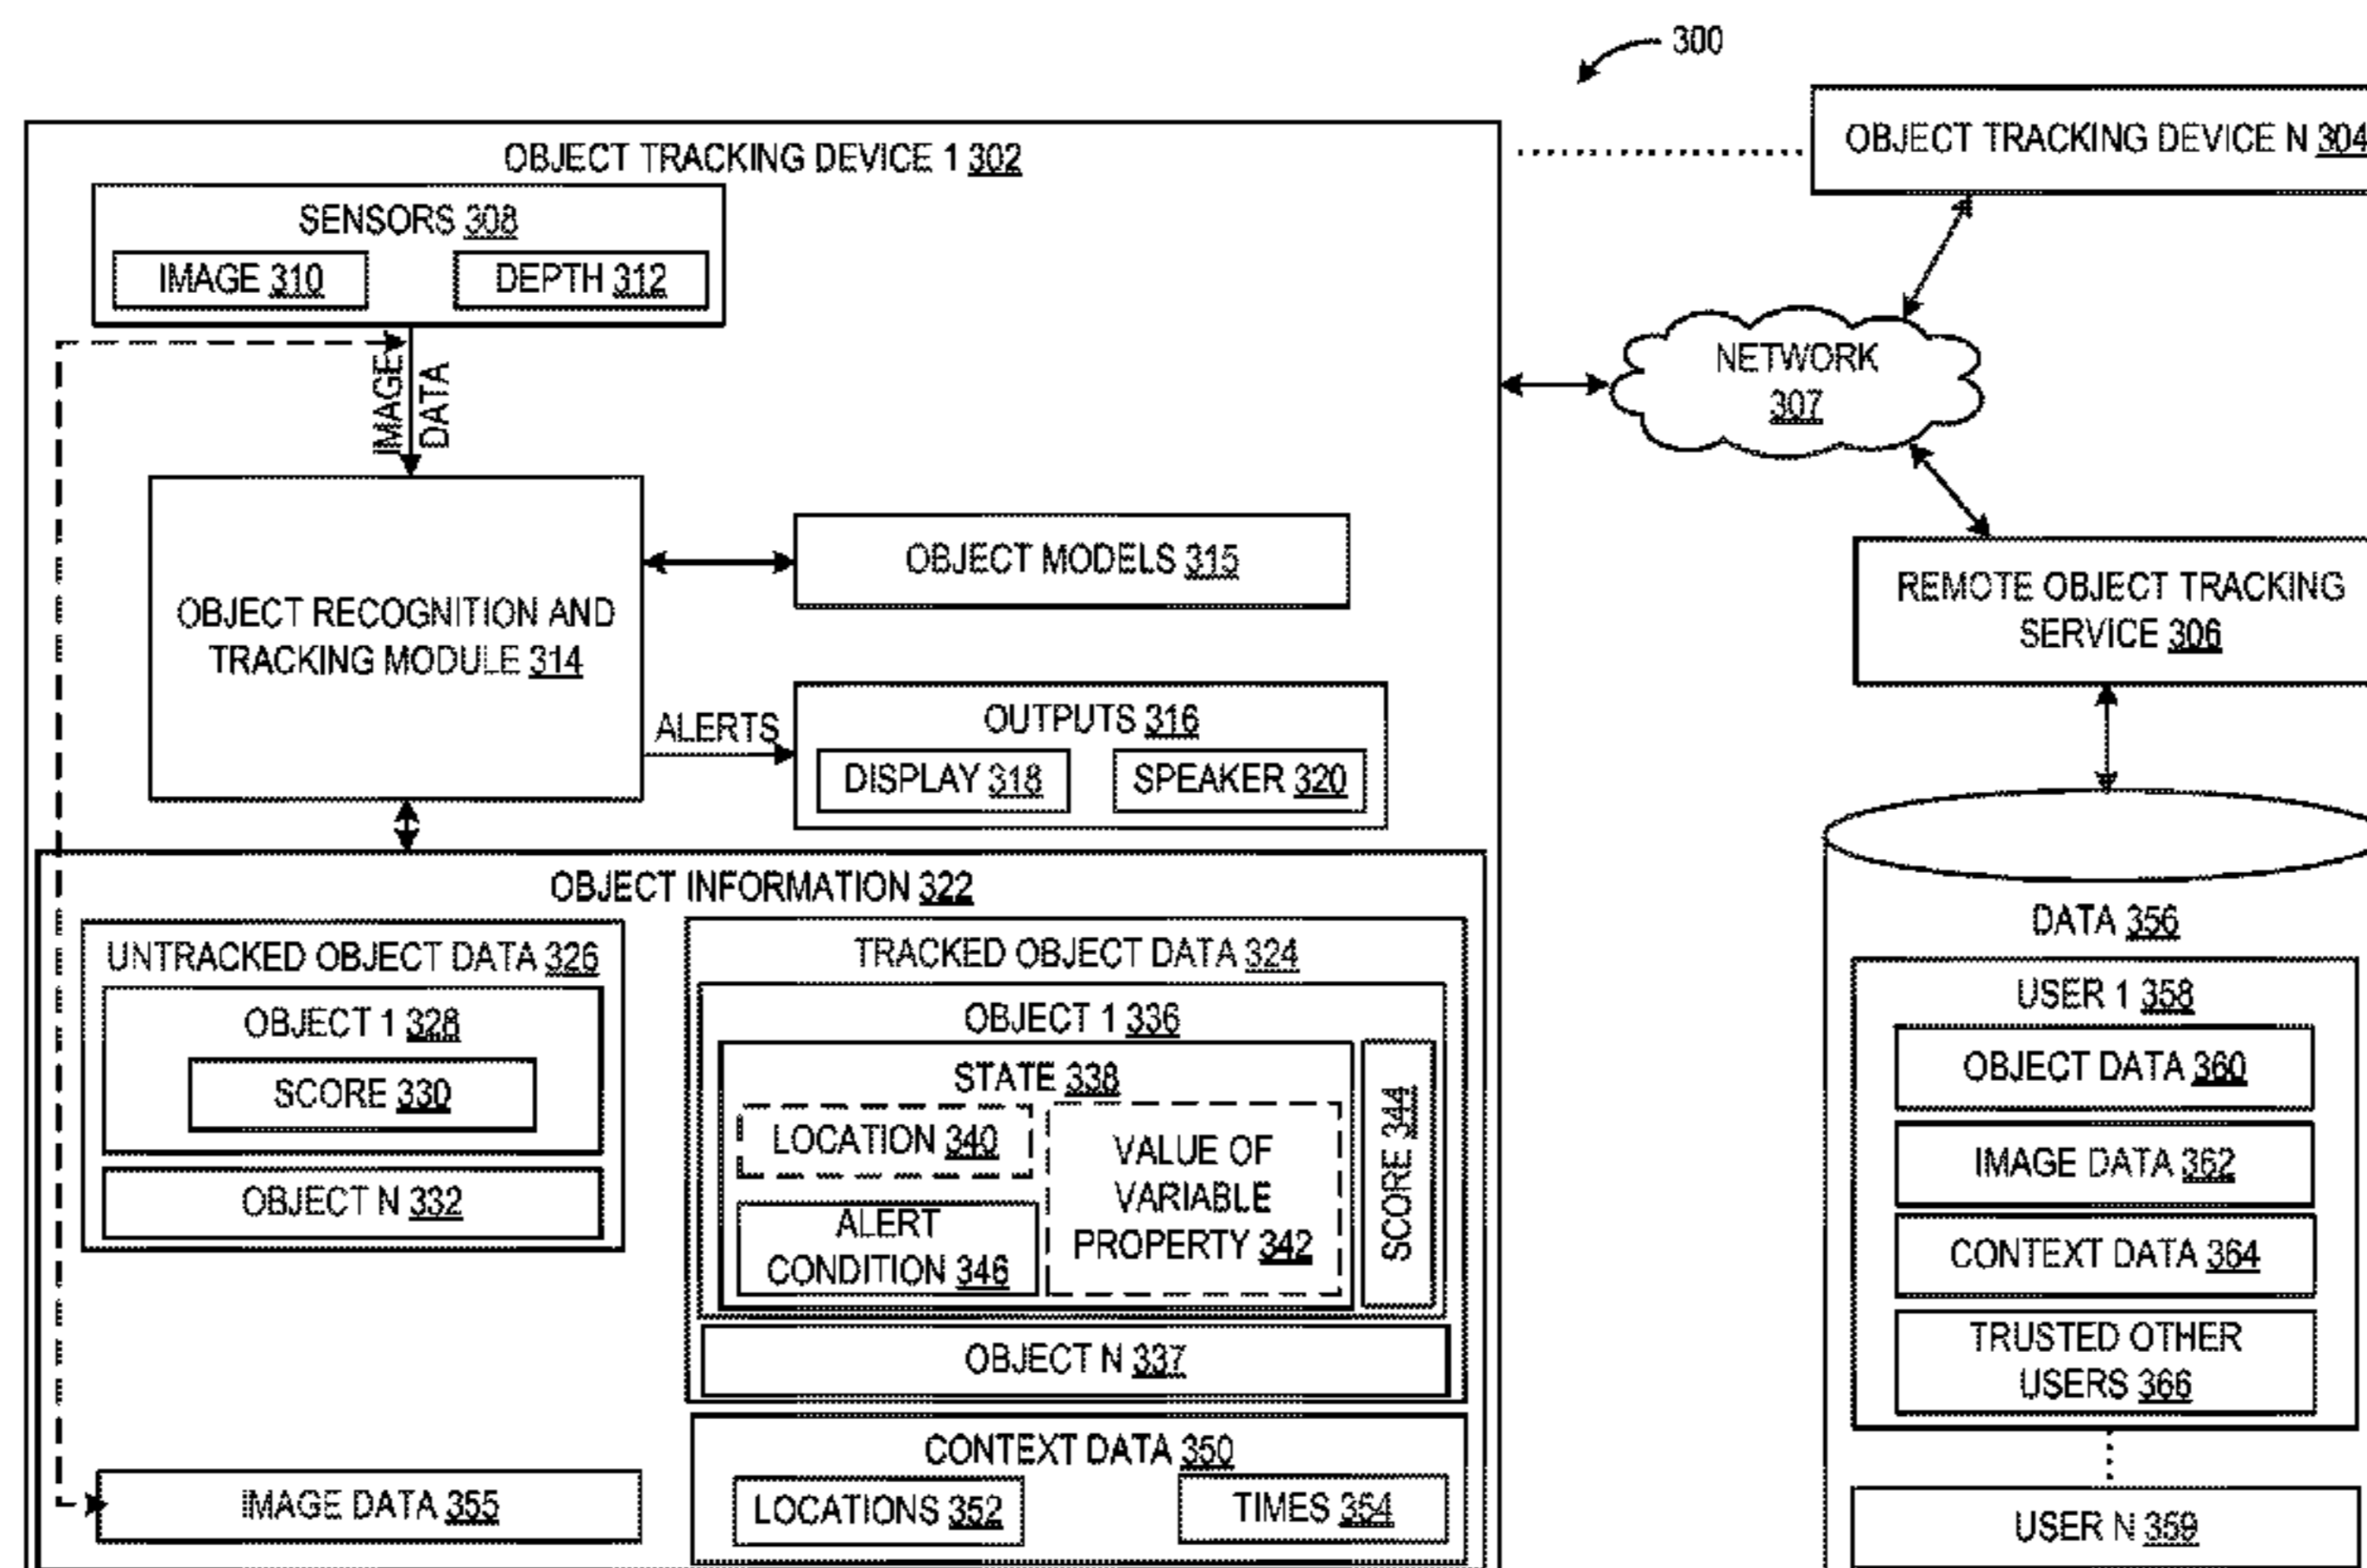 300
OBJECT TRACKING DEVICE 1 302
OBJECT TRACKING DEVICE N 304
SENSORS 308
IMAGE 310
DEPTH 312
IMAGE
DATA
NETWORK
307
OBJECT MODELS 315
OBJECT RECOGNITION AND
TRACKING MODULE 314
REMOTE OBJECT TRACKING
SERVICE 306
ALERTS
OUTPUTS 316
DISPLAY 318
SPEAKER 320
OBJECT INFORMATION 322
UNTRACKED OBJECT DATA 326
OBJECT 1 328
SCORE 330
OBJECT N 332
TRACKED OBJECT DATA 324
OBJECT 1 336
STATE 338
LOCATION 340
ALERT
CONDITION 346
VALUE OF
VARIABLE
PROPERTY 342
SCORE 344
OBJECT N 337
CONTEXT DATA 350
LOCATIONS 352
TIMES 354
IMAGE DATA 355
DATA 356
USER 1 358
OBJECT DATA 360
IMAGE DATA 362
CONTEXT DATA 364
TRUSTED OTHER
USERS 366
USER N 359